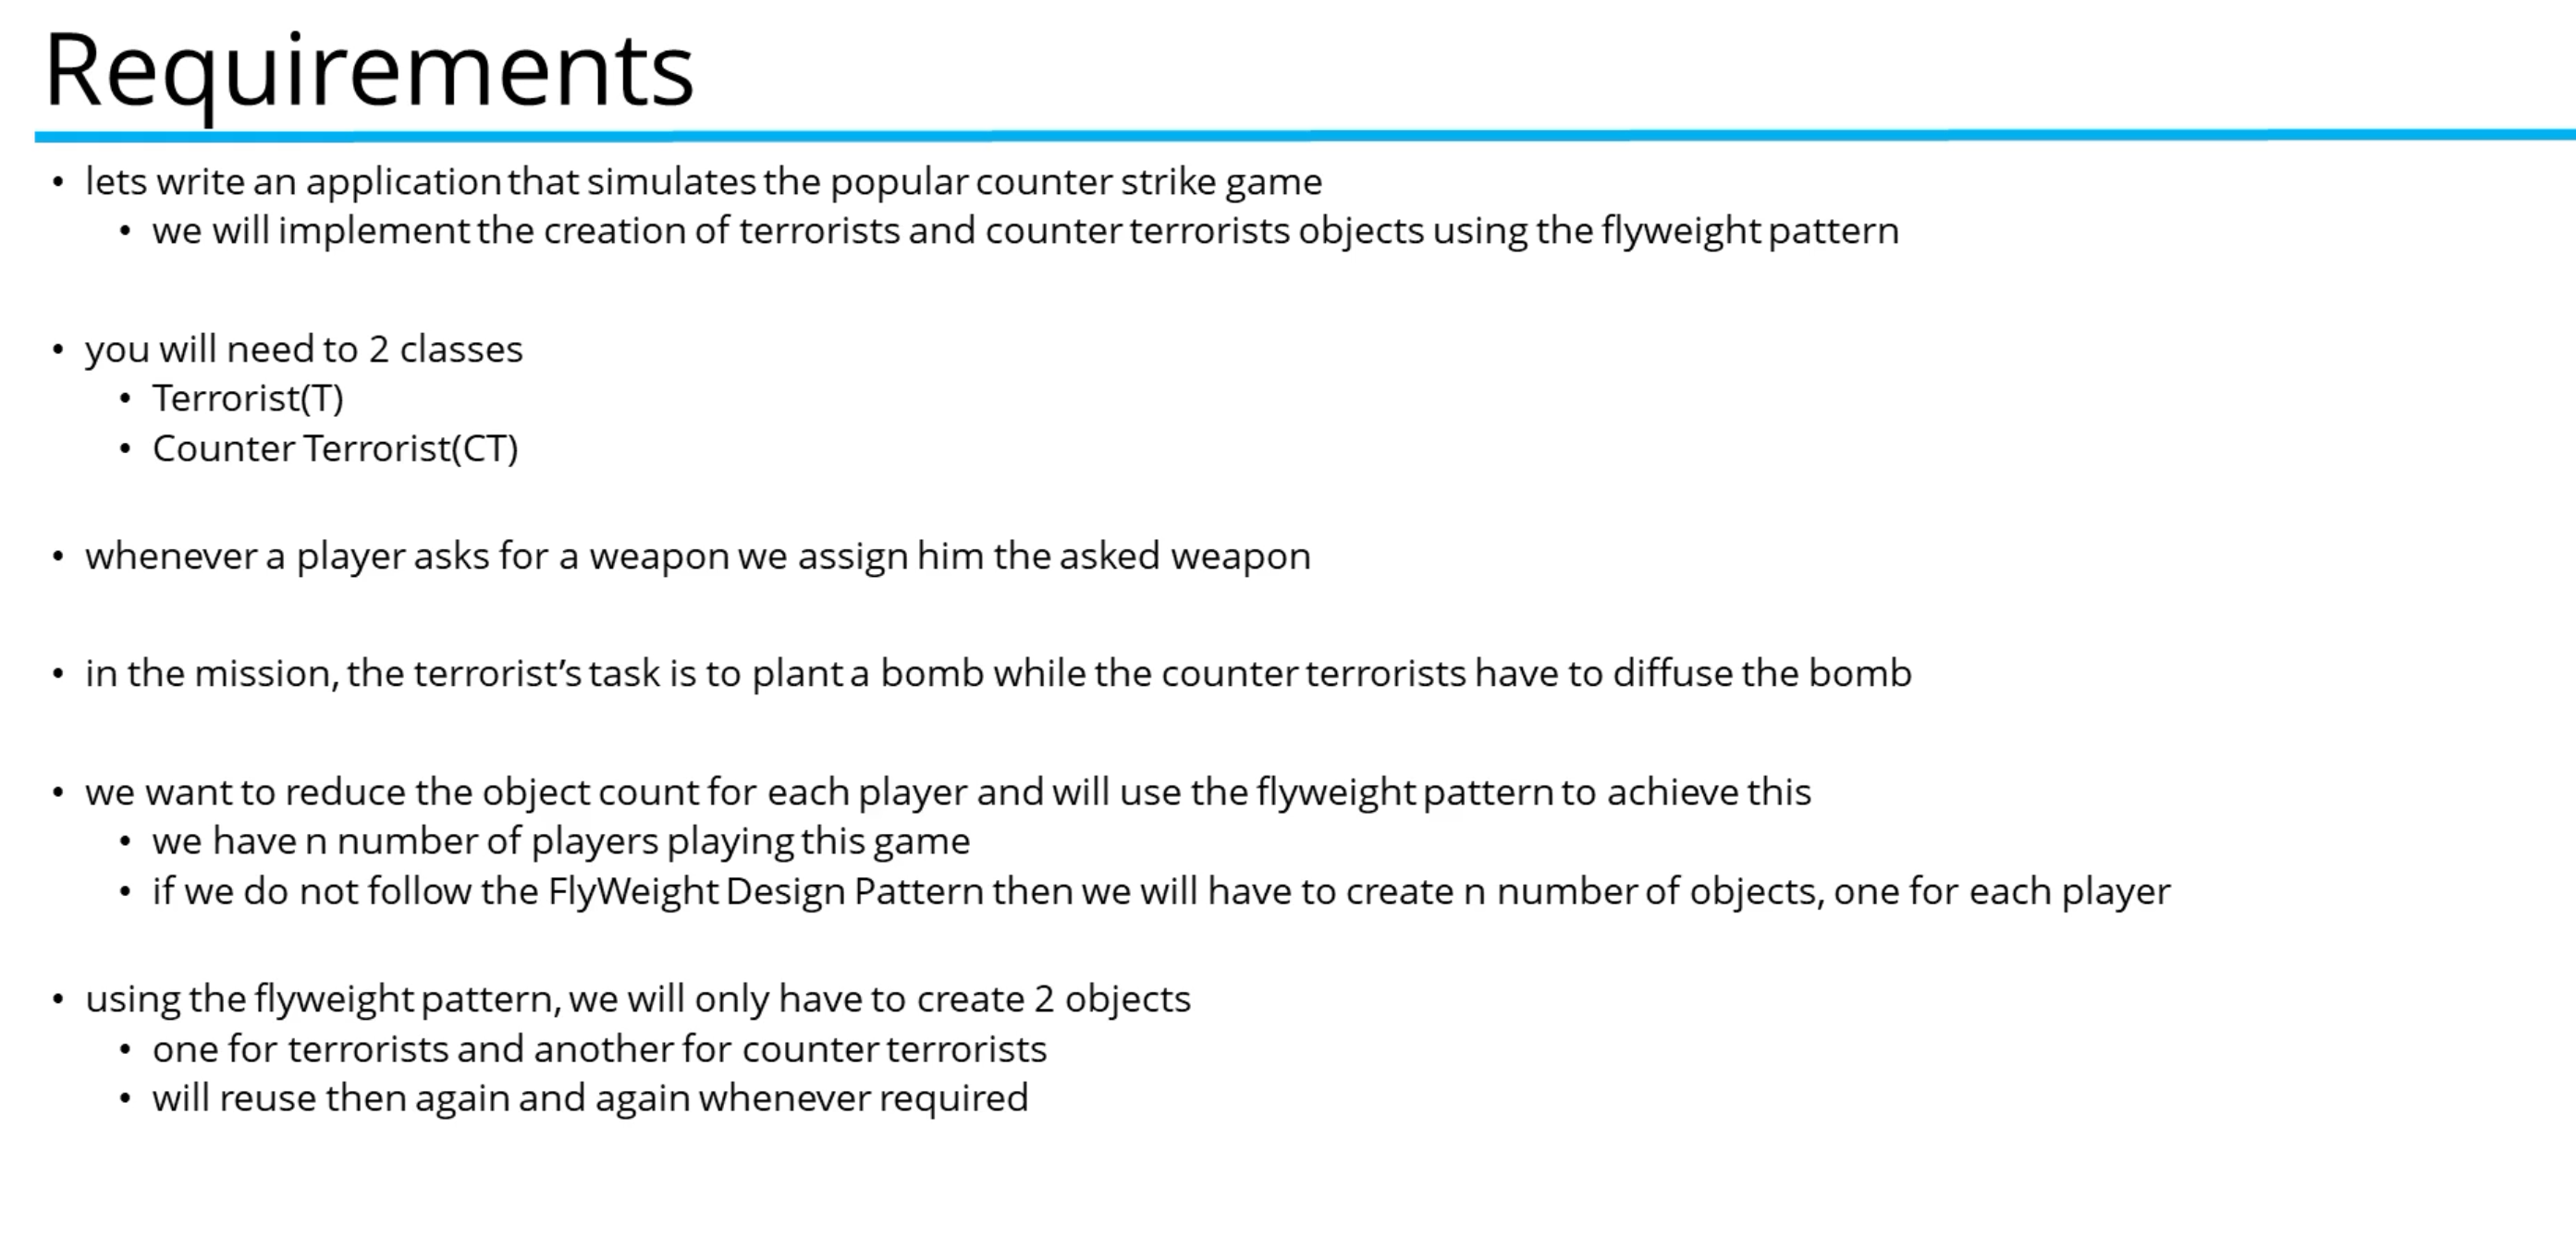 Requirements
• lets write an application that simulates the popular counter strike game
• we will implement the creation of terrorists and counter terrorists objects using the flyweight pattern
• you will need to 2 classes
• Terrorist(T)
• Counter Terrorist(CT)
• whenever a player asks for a weapon we assign him the asked weapon
• in the mission, the terrorist’s task is to plant a bomb while the counter terrorists have to diffuse the bomb
• we want to reduce the object count for each player and will use the flyweight pattern to achieve this
• we have n number of players playing this game
• if we do not follow the FlyWeight Design Pattern then we will have to create n number of objects, one for each player
• using the flyweight pattern, we will only have to create 2 objects
• one for terrorists and another for counter terrorists
• will reuse then again and again whenever required